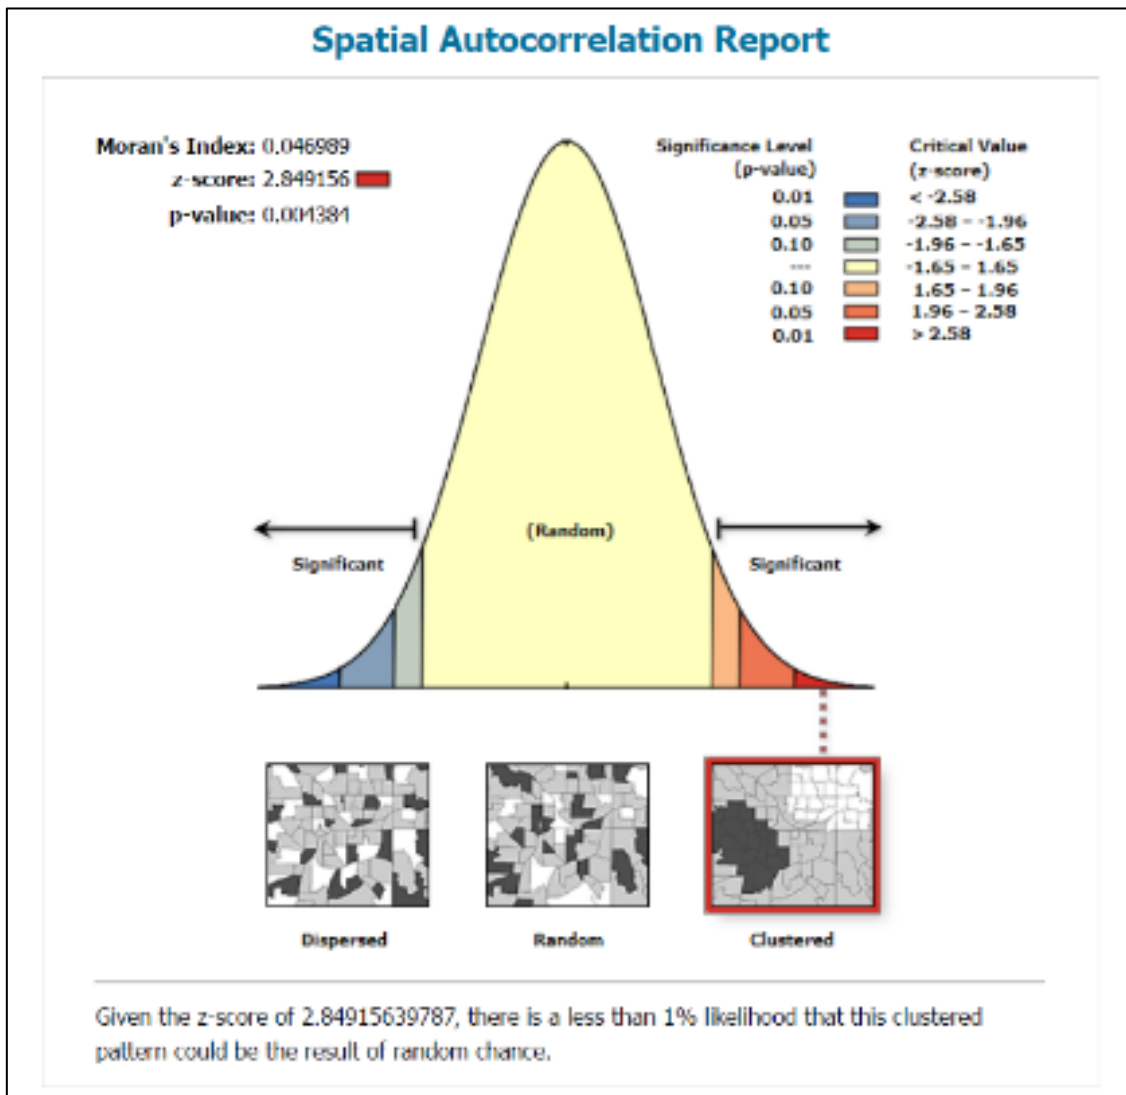 Spatial Autocorrelation Report
Moran's Index: 0.046989
z-score: 2.849156
p-value: 0.004384
Significance Level
(p-value)
Critical Value
(z-score)
0.01 < -2.58
0.05 -2.58 – -1.96
0.10 -1.96 – -1.65
--- -1.65 – 1.65
0.10 1.65 – 1.96
0.05 1.96 – 2.58
0.01 > 2.58
(Random)
Significant
Significant
Dispersed
Random
Clustered
Given the z-score of 2.84915639787, there is a less than 1% likelihood that this clustered
pattern could be the result of random chance.